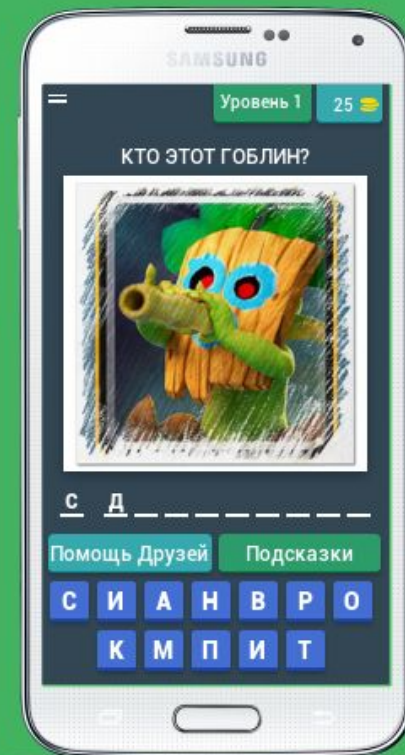 SAMSUNG
Уровень 1 25
КТО ЭТОТ ГОБЛИН?
С Д _ _ _ _ _ _ _ _
Помощь Друзей Подсказки
С И А Н В Р О
К М П И Т